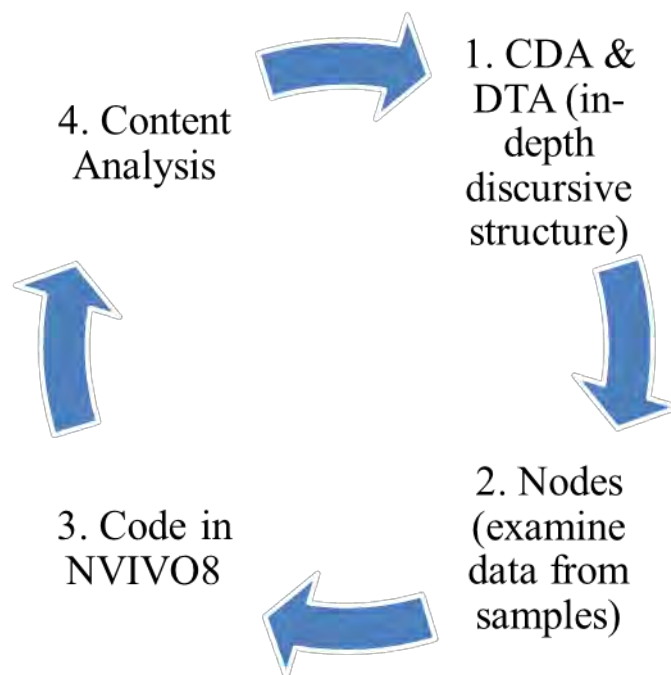 1. CDA &
DTA (in-
depth
discursive
structure)
2. Nodes
(examine
data from
samples)
3. Code in
NVIVO8
4. Content
Analysis